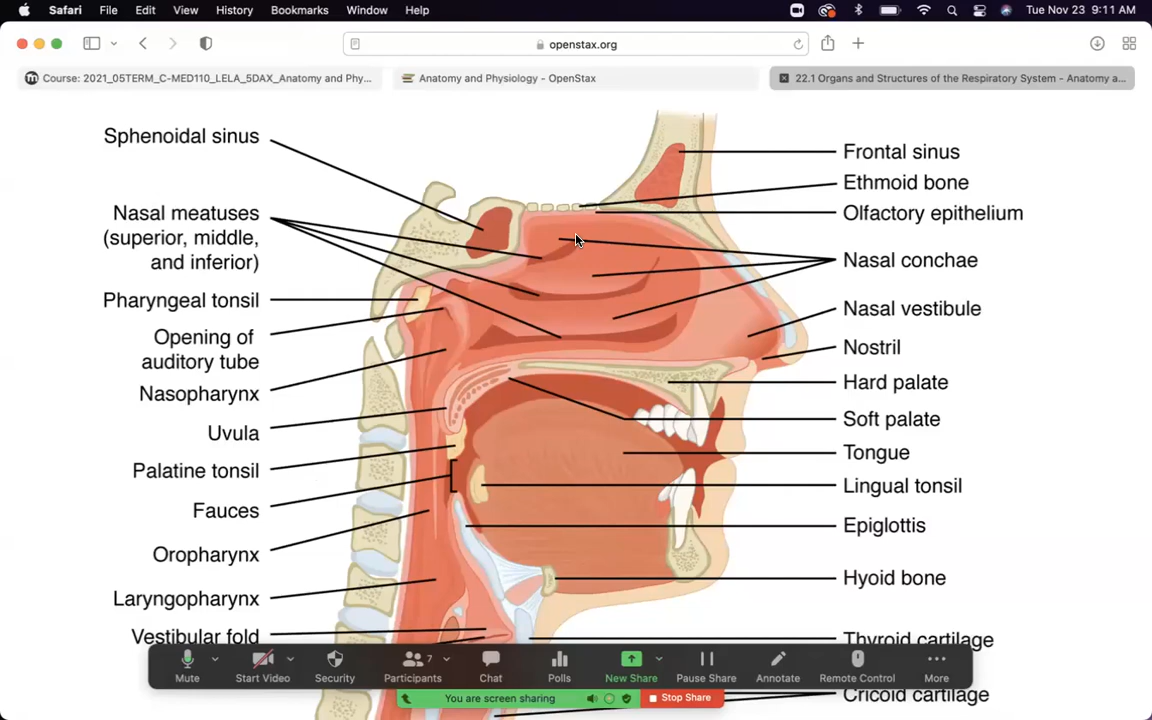 Safari File Edit View History Bookmarks Window Help Tue Nov 23 9:11 AM
openstax.org
Course: 2021_05TERM_C-MED110_LELA_5DAX_Anatomy and Phy...
Anatomy and Physiology - OpenStax
22.1 Organs and Structures of the Respiratory System - Anatomy a...
Sphenoidal sinus
Nasal meatuses
(superior, middle,
and inferior)
Pharyngeal tonsil
Opening of
auditory tube
Nasopharynx
Uvula
Palatine tonsil
Fauces
Oropharynx
Laryngopharynx
Vestibular fold
Frontal sinus
Ethmoid bone
Olfactory epithelium
Nasal conchae
Nasal vestibule
Nostril
Hard palate
Soft palate
Tongue
Lingual tonsil
Epiglottis
Hyoid bone
Thyroid cartilage
Cricoid cartilage
Mute Start Video Security Participants 7 Chat Polls New Share Pause Share Annotate Remote Control More
You are screen sharing Stop Share